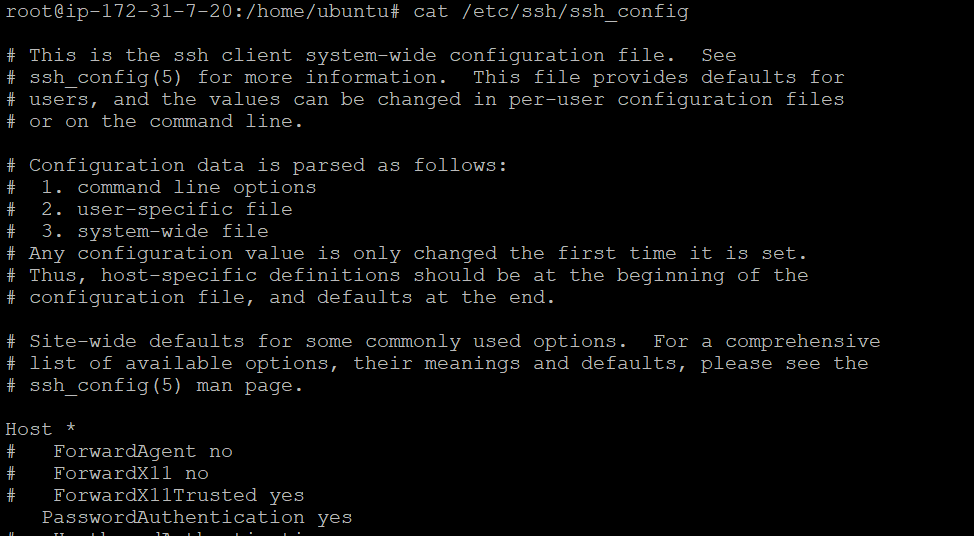 root@ip-172-31-7-20:/home/ubuntu# cat /etc/ssh/ssh_config
# This is the ssh client system-wide configuration file.  See
# ssh_config(5) for more information.  This file provides defaults for
# users, and the values can be changed in per-user configuration files
# or on the command line.
# Configuration data is parsed as follows:
#  1. command line options
#  2. user-specific file
#  3. system-wide file
# Any configuration value is only changed the first time it is set.
# Thus, host-specific definitions should be at the beginning of the
# configuration file, and defaults at the end.
# Site-wide defaults for some commonly used options.  For a comprehensive
# list of available options, their meanings and defaults, please see the
# ssh_config(5) man page.
Host *
#   ForwardAgent no
#   ForwardX11 no
#   ForwardX11Trusted yes
   PasswordAuthentication yes